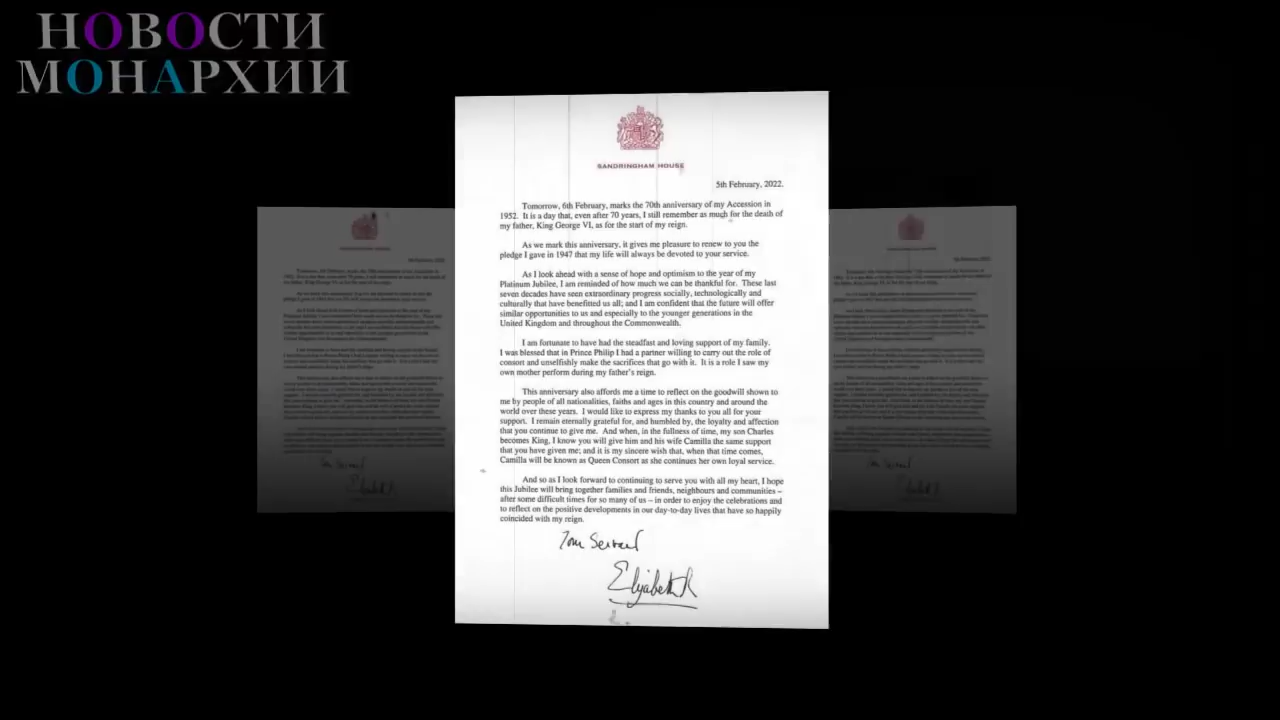 НОВОСТИ
МОНАРХИИ
SANDRINGHAM HOUSE
5th February, 2022.
Tomorrow, 6th February, marks the 70th anniversary of my Accession in
1952. It is a day that, even after 70 years, I still remember as much for the death of
my father, King George VI, as for the start of my reign.
As we mark this anniversary, it gives me pleasure to renew to you the
pledge I gave in 1947 that my life will always be devoted to your service.
As I look ahead with a sense of hope and optimism to the year of my
Platinum Jubilee, I am reminded of how much we can be thankful for. These last
seven decades have seen extraordinary progress socially, technologically and
culturally that have benefitted us all; and I am confident that the future will offer
similar opportunities to us and especially to the younger generations in the
United Kingdom and throughout the Commonwealth.
I am fortunate to have had the steadfast and loving support of my family.
I was blessed that in Prince Philip I had a partner willing to carry out the role of
consort and unselfishly make the sacrifices that go with it. It is a role I saw my
own mother perform during my father's reign.
This anniversary also affords me a time to reflect on the goodwill shown to
me by people of all nationalities, faiths and ages in this country and around the
world over these years. I would like to express my thanks to you all for your
support. I remain eternally grateful for, and humbled by, the loyalty and affection
that you continue to give me. And when, in the fullness of time, my son Charles
becomes King, I know you will give him and his wife Camilla the same support
that you have given me; and it is my sincere wish that, when that time comes,
Camilla will be known as Queen Consort as she continues her own loyal service.
And so as I look forward to continuing to serve you with all my heart, I hope
this Jubilee will bring together families and friends, neighbours and communities –
after some difficult times for so many of us – in order to enjoy the celebrations and
to reflect on the positive developments in our day-to-day lives that have so happily
coincided with my reign.
Your Servant
Elizabeth R